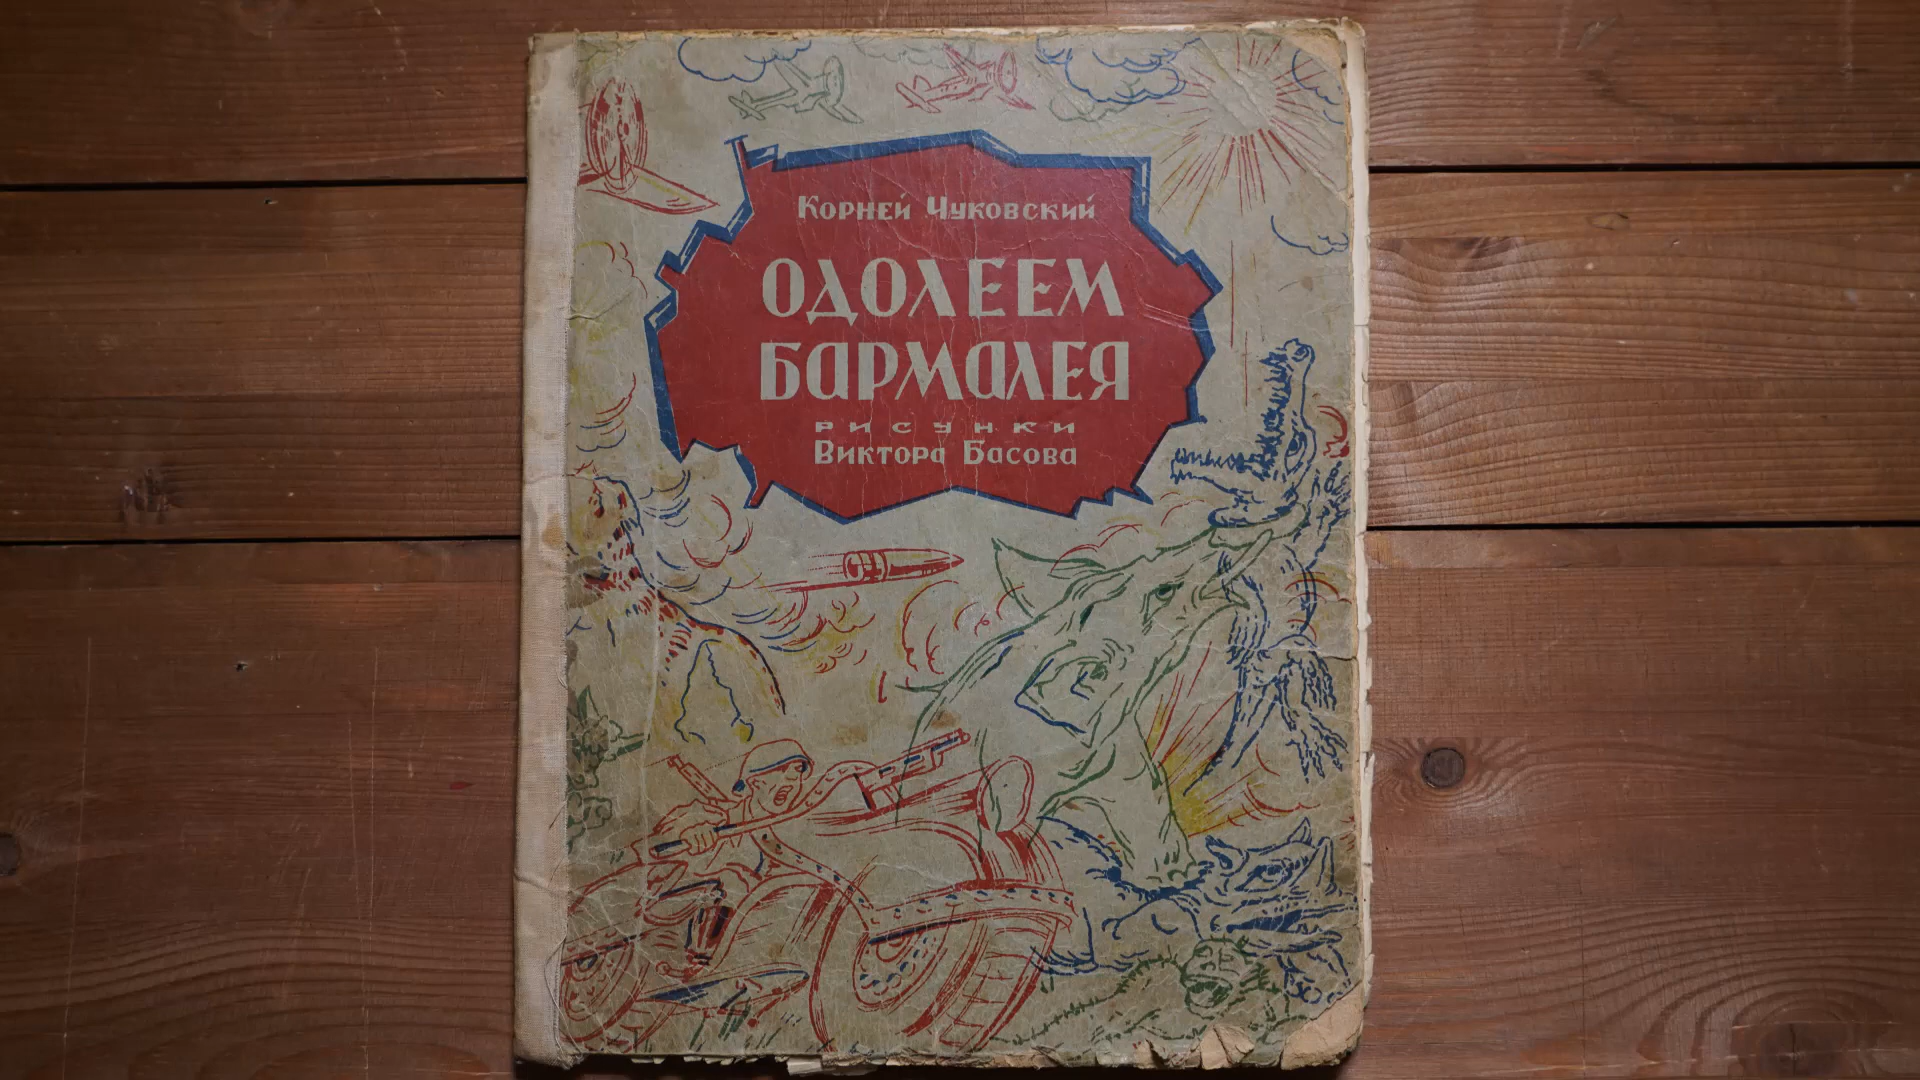 Корней Чуковский
ОДОЛЕЕМ
БАРМАЛЕЯ
рисунки
Виктора Басова